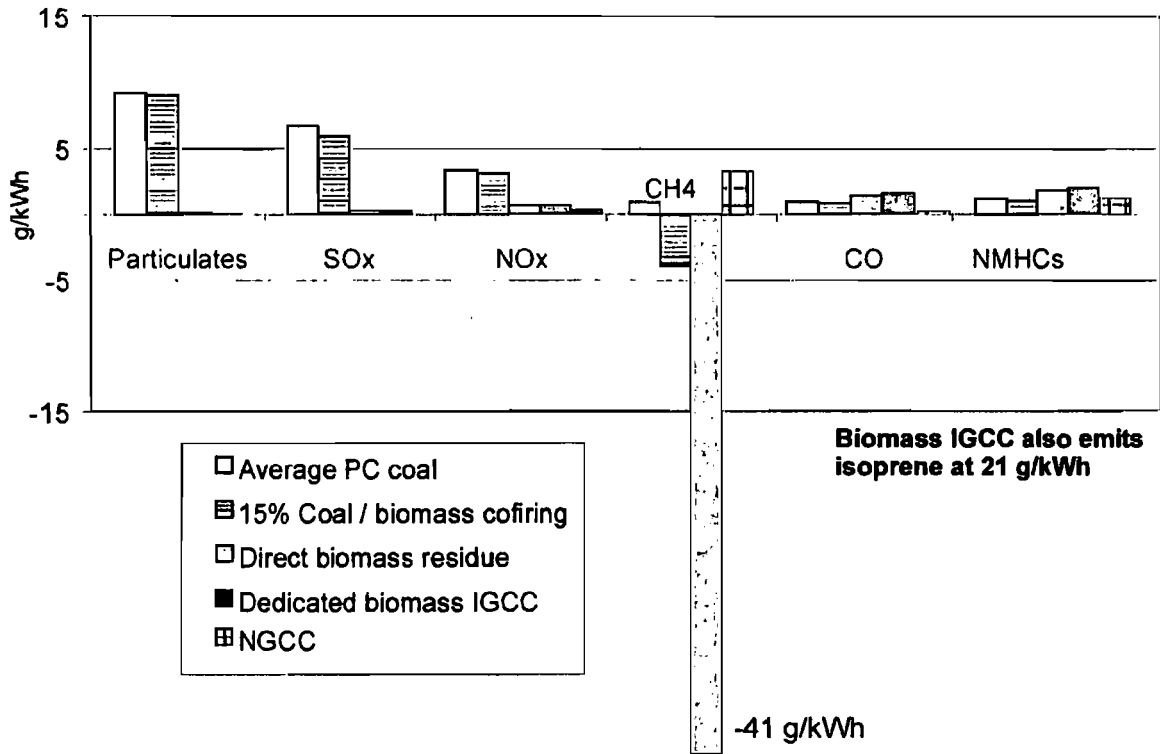 15
5
-5
-15
g/kWh
CH4
Particulates
SOx
NOx
CO
NMHCs
Biomass IGCC also emits
isoprene at 21 g/kWh
Average PC coal
15% Coal / biomass cofiring
Direct biomass residue
Dedicated biomass IGCC
NGCC
-41 g/kWh